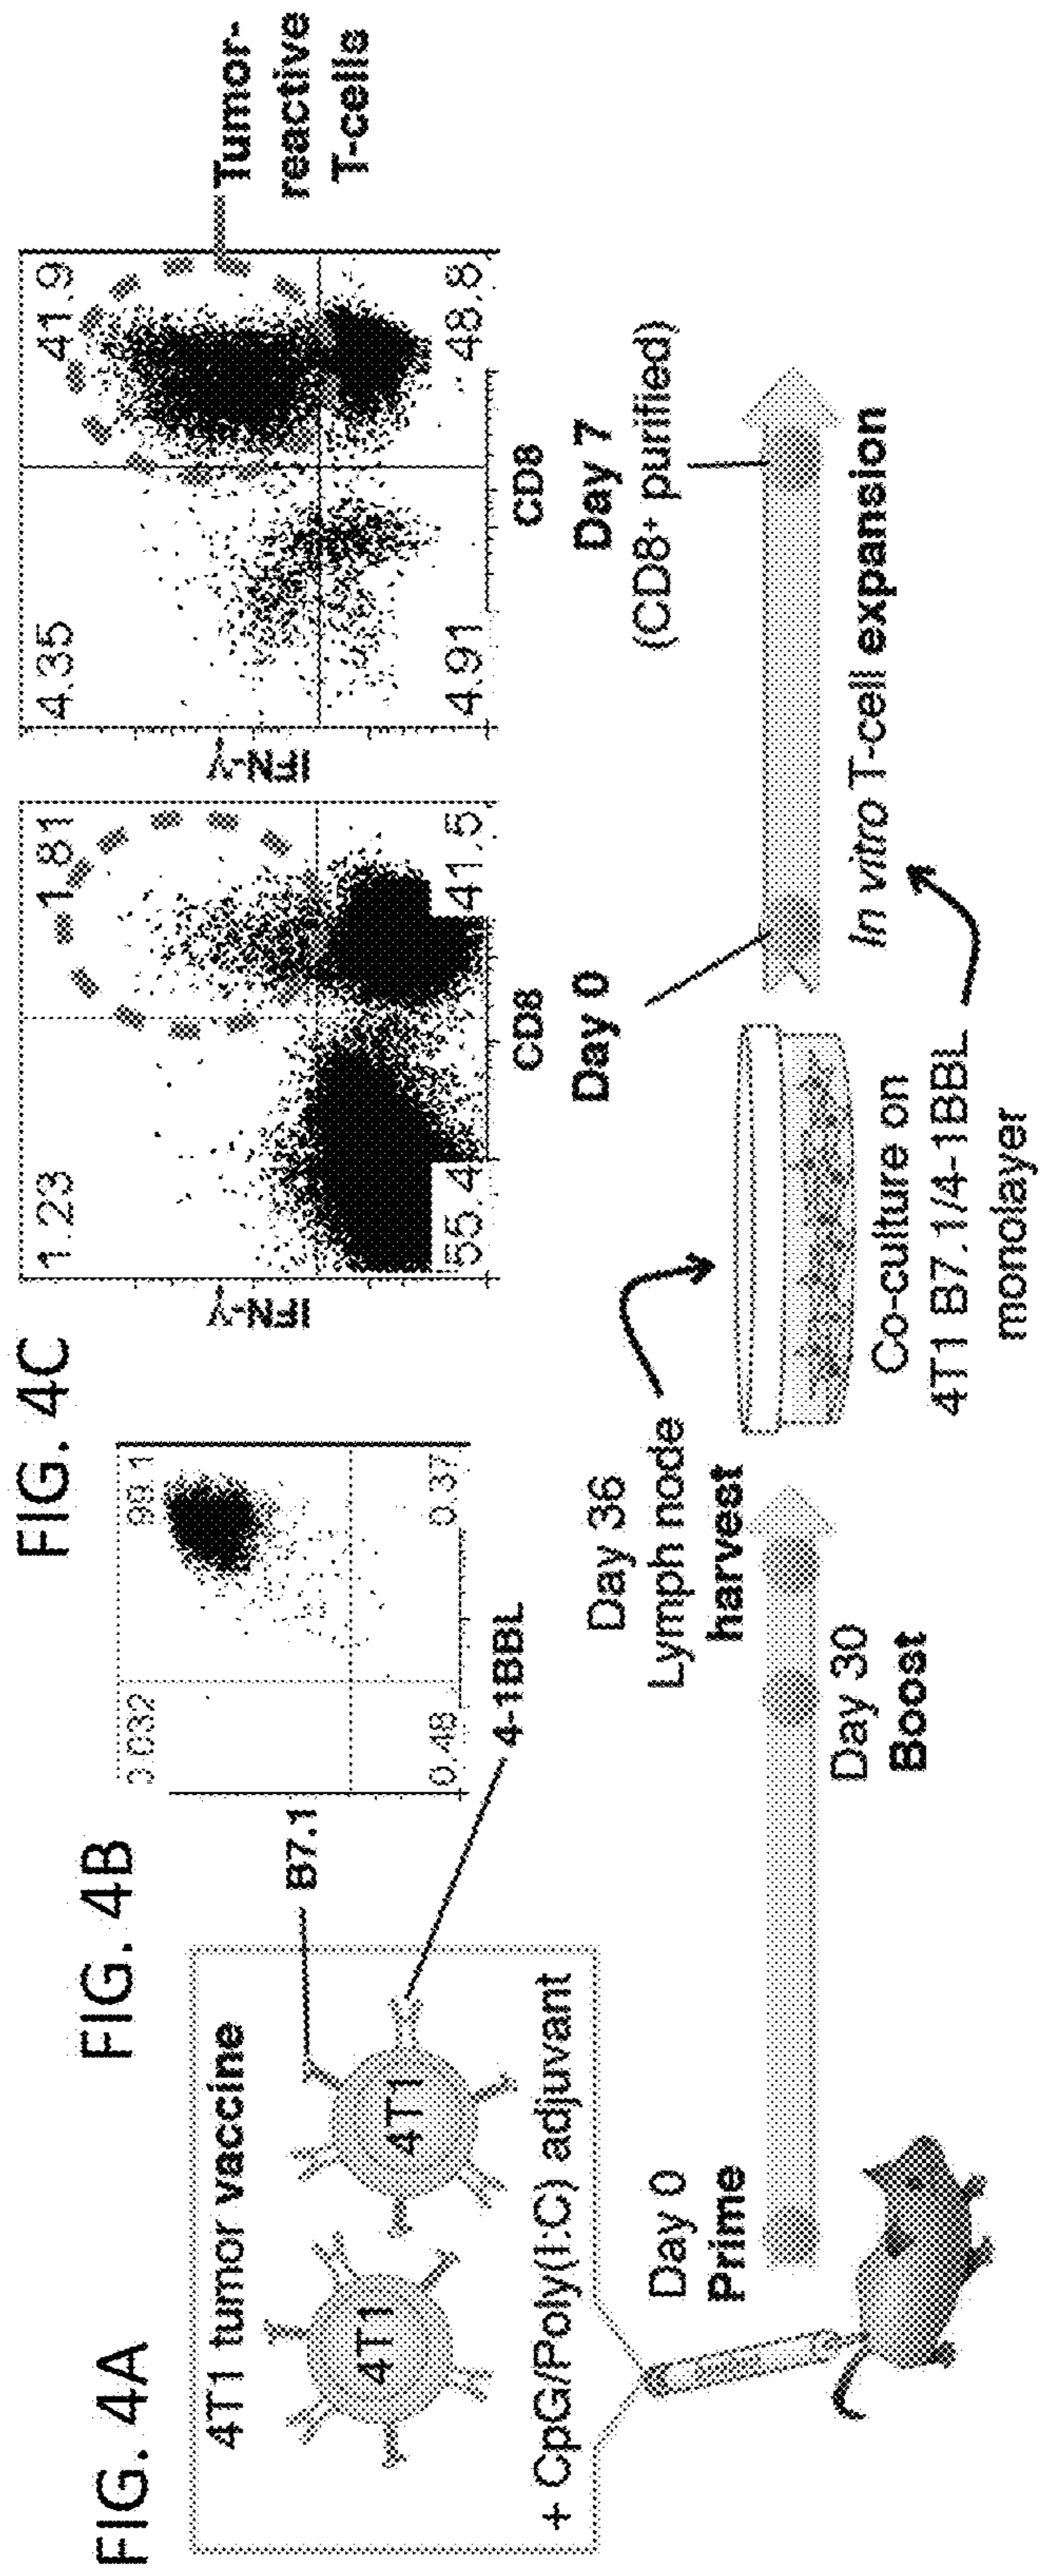 FIG. 4A
4T1 tumor vaccine
4T1
4T1
+ CpG/Poly(I:C) adjuvant
Day 0
Prime
Day 30
Boost
FIG. 4B
B7.1
4-1BBL
99.1
0.48
0.37
Day 36
Lymph node
harvest
Co-culture on
4T1 B7.1/4-1BBL
monolayer
FIG. 4C
IFN-γ
1.23
1.81
55.4
41.5
CD8
Day 0
IFN-γ
4.35
41.9
4.91
48.8
CD8
Day 7
(CD8+ purified)
Tumor-
reactive
T-cells
In vitro T-cell expansion